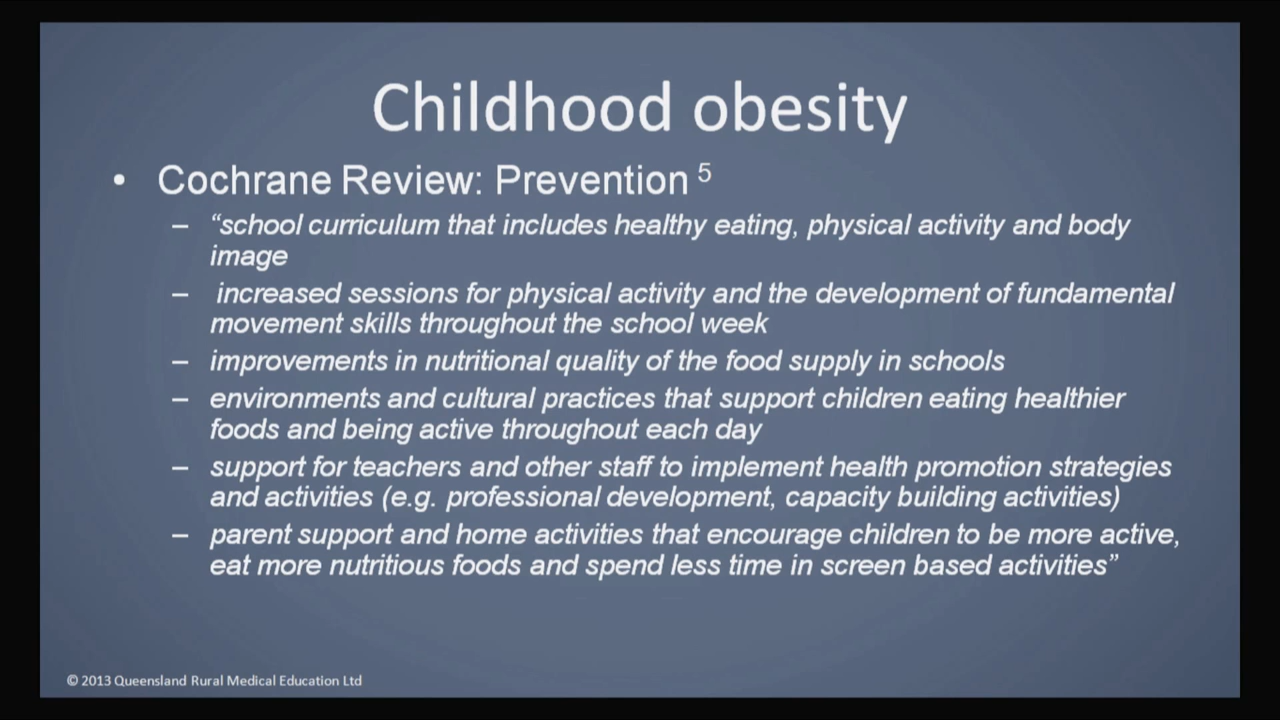 Childhood obesity
• Cochrane Review: Prevention 5
– “school curriculum that includes healthy eating, physical activity and body
image
– increased sessions for physical activity and the development of fundamental
movement skills throughout the school week
– improvements in nutritional quality of the food supply in schools
– environments and cultural practices that support children eating healthier
foods and being active throughout each day
– support for teachers and other staff to implement health promotion strategies
and activities (e.g. professional development, capacity building activities)
– parent support and home activities that encourage children to be more active,
eat more nutritious foods and spend less time in screen based activities”
© 2013 Queensland Rural Medical Education Ltd